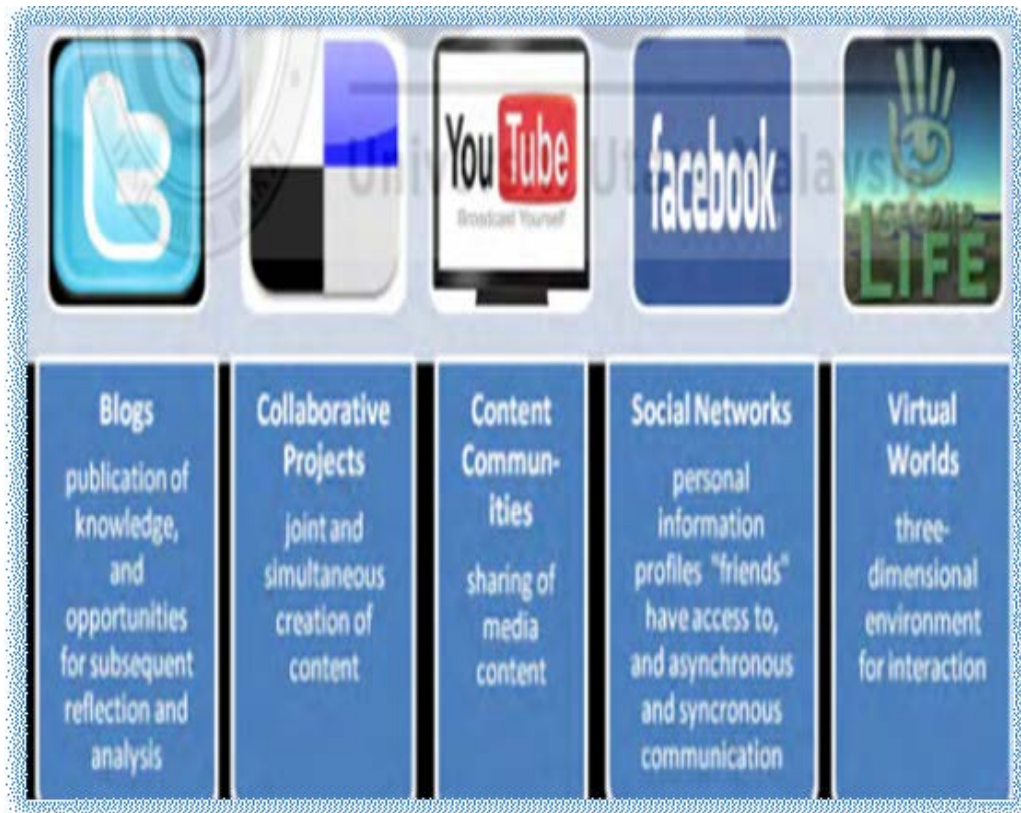 You Tube
Broadcast Yourself
facebook
SECOND
LIFE
Blogs
publication of
knowledge,
and
opportunities
for subsequent
reflection and
analysis
Collaborative
Projects
joint and
simultaneous
creation of
content
Content
Commun-
ities
sharing of
media
content
Social Networks
personal
information
profiles "friends"
have access to,
and asynchronous
and syncronous
communication
Virtual
Worlds
three-
dimensional
environment
for interaction